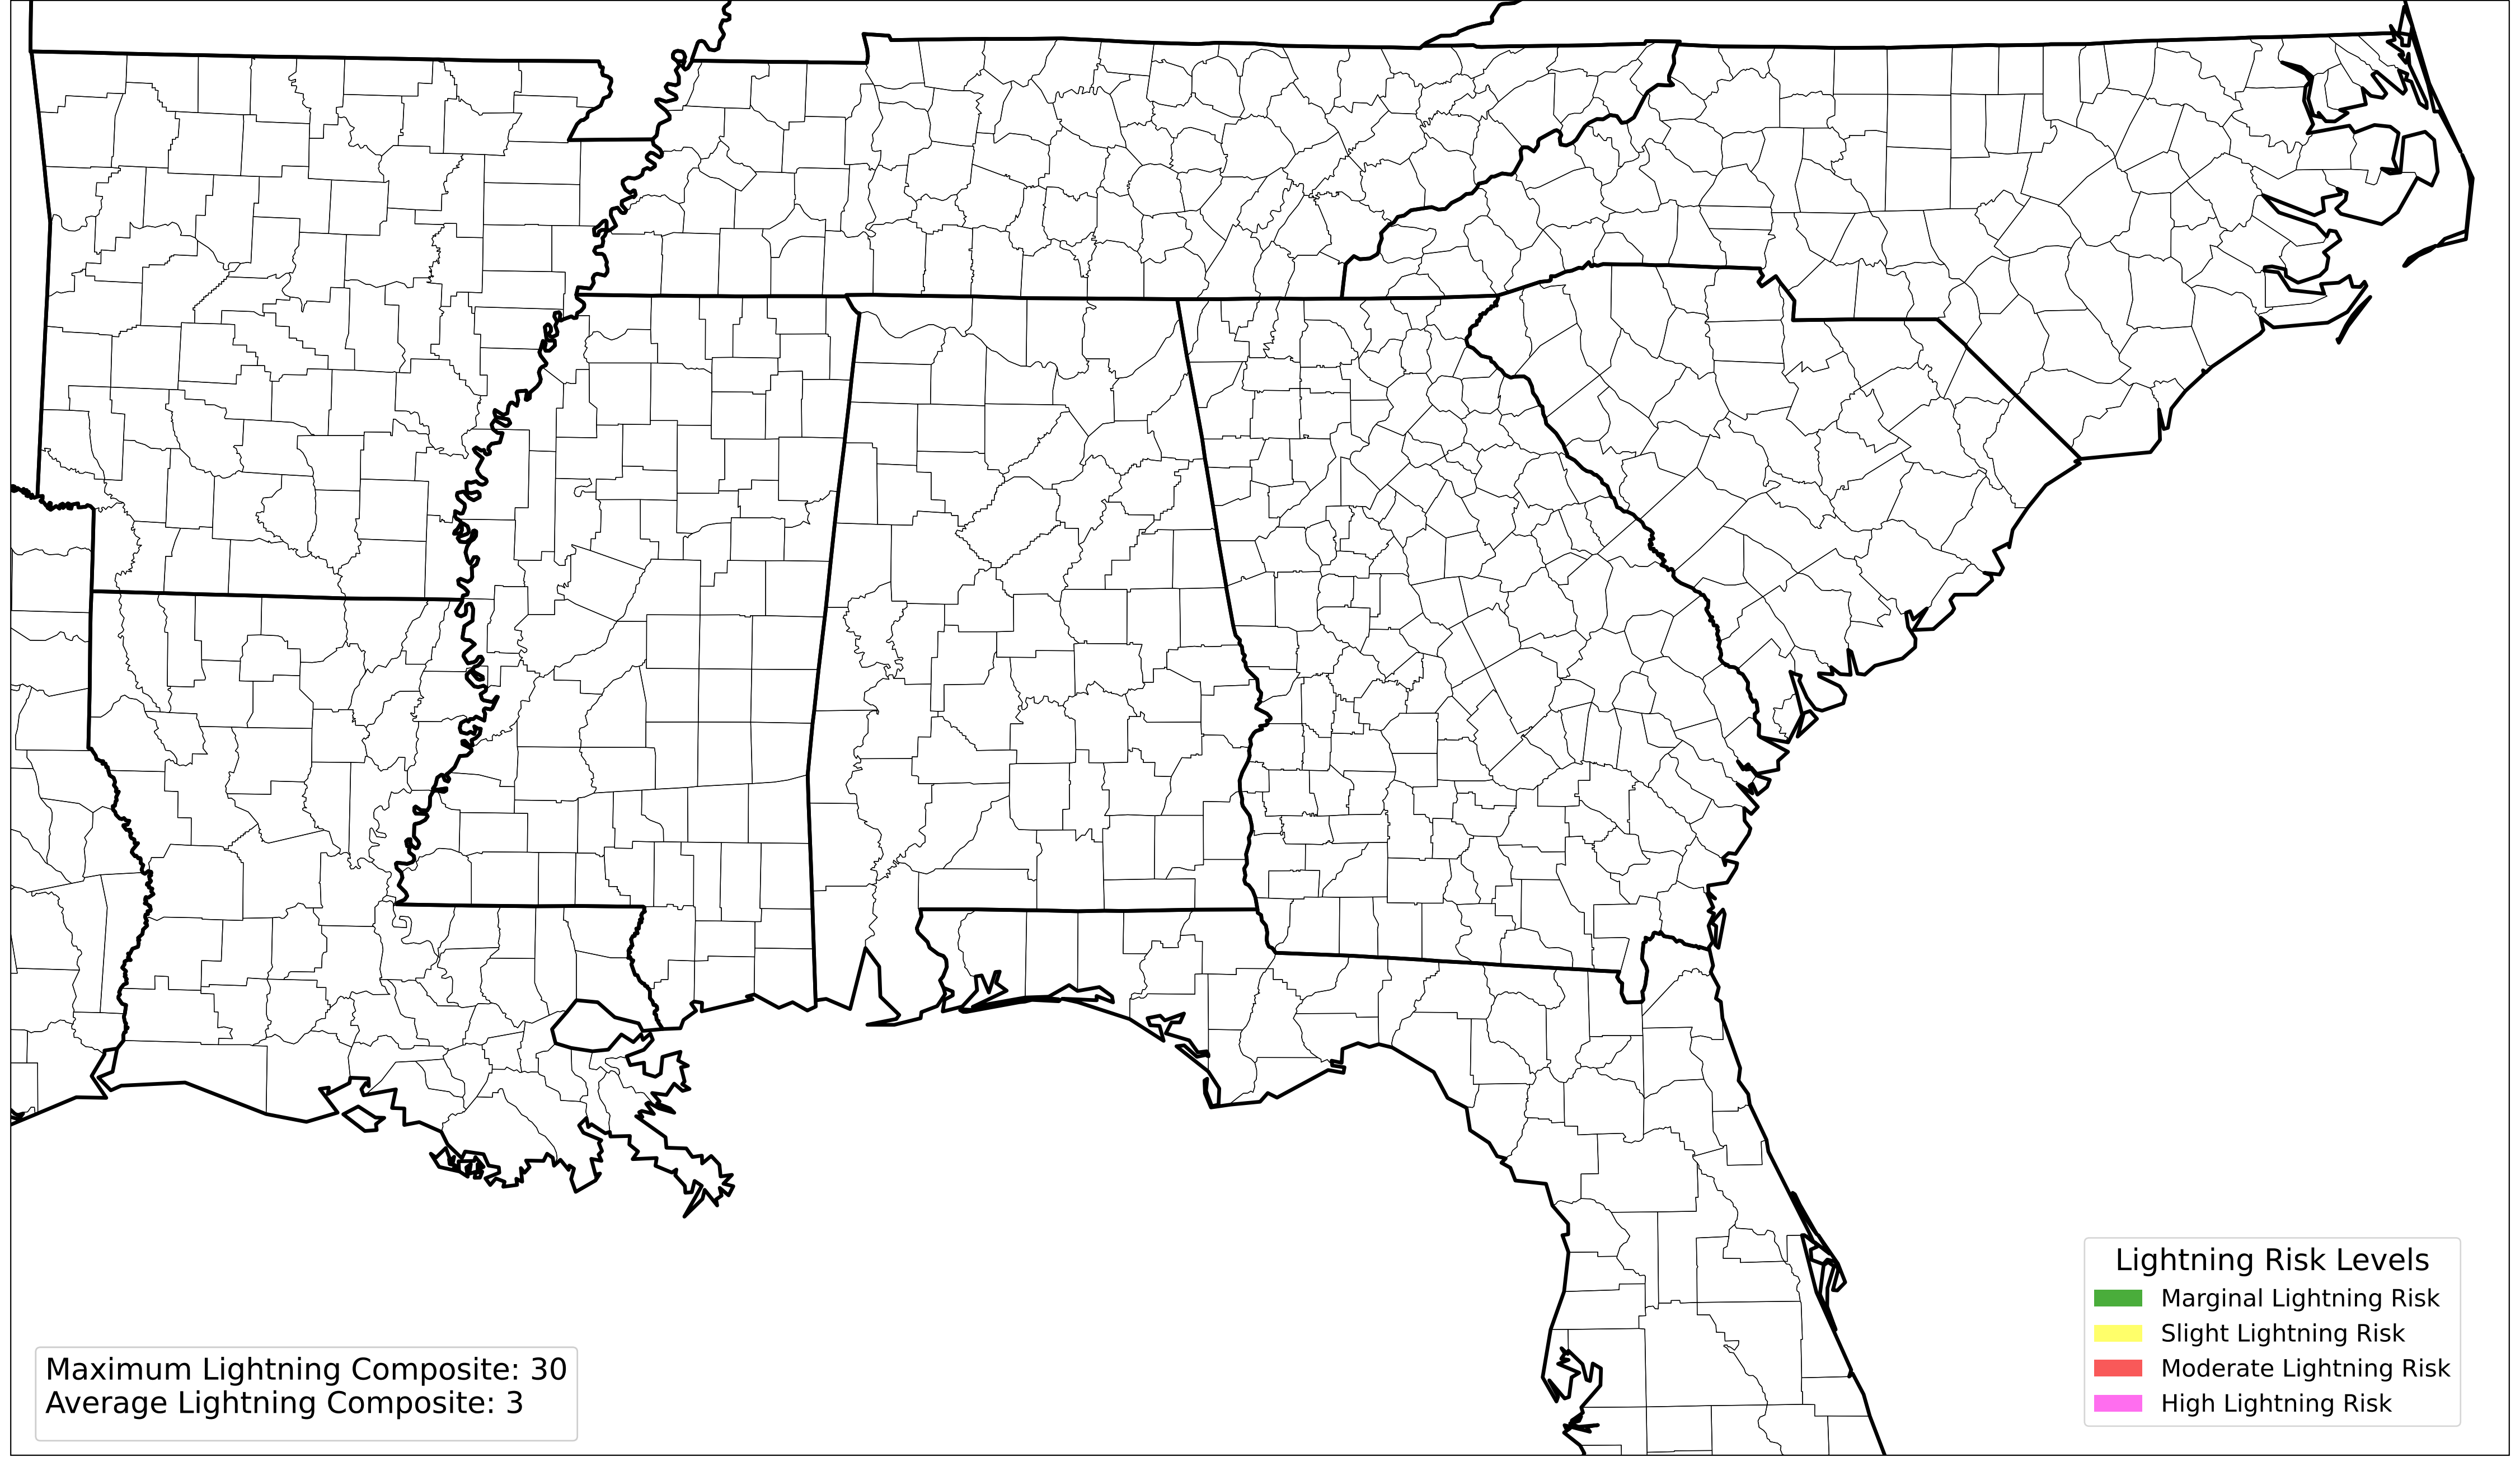 Maximum Lightning Composite: 30
Average Lightning Composite: 3
Lightning Risk Levels
Marginal Lightning Risk
Slight Lightning Risk
Moderate Lightning Risk
High Lightning Risk